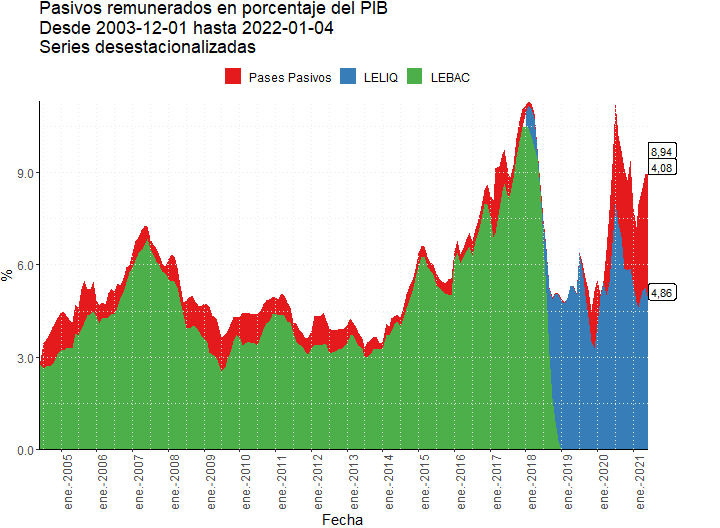 Pasivos remunerados en porcentaje del PIB
Desde 2003-12-01 hasta 2022-01-04
Series desestacionalizadas
Pases Pasivos LELIQ LEBAC
9.0
6.0
3.0
0.0
%
8,94
4,08
4,86
ene.-2005
ene.-2006
ene.-2007
ene.-2008
ene.-2009
ene.-2010
ene.-2011
ene.-2012
ene.-2013
ene.-2014
ene.-2015
ene.-2016
ene.-2017
ene.-2018
ene.-2019
ene.-2020
ene.-2021
Fecha